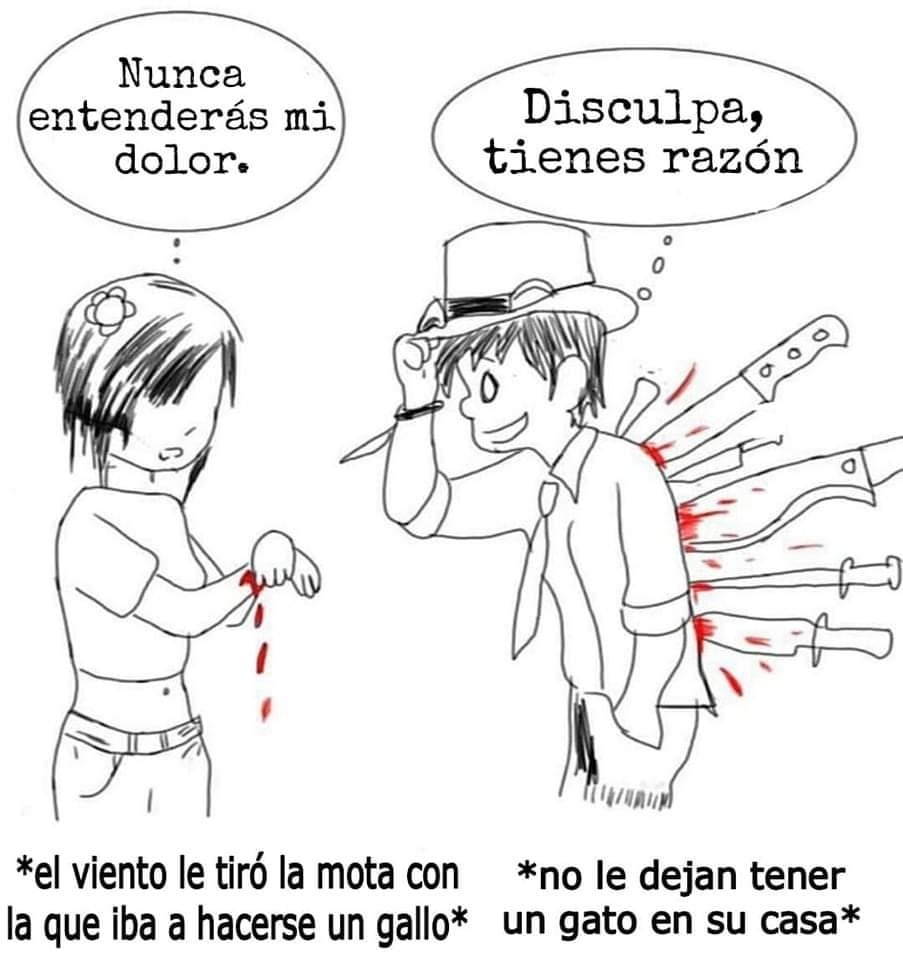 Nunca
entenderás mi
dolor.
Disculpa,
tienes razón
*el viento le tiró la mota con
la que iba a hacerse un gallo*
*no le dejan tener
un gato en su casa*